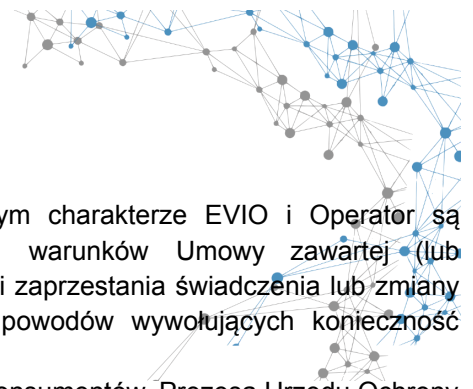 ym charakterze EVIO i Operator są
warunków Umowy zawartej (lub
i zaprzestania świadczenia lub zmiany
powodów wywołujących konieczność
onsumentów, Prezesa Urzędu Ochrony